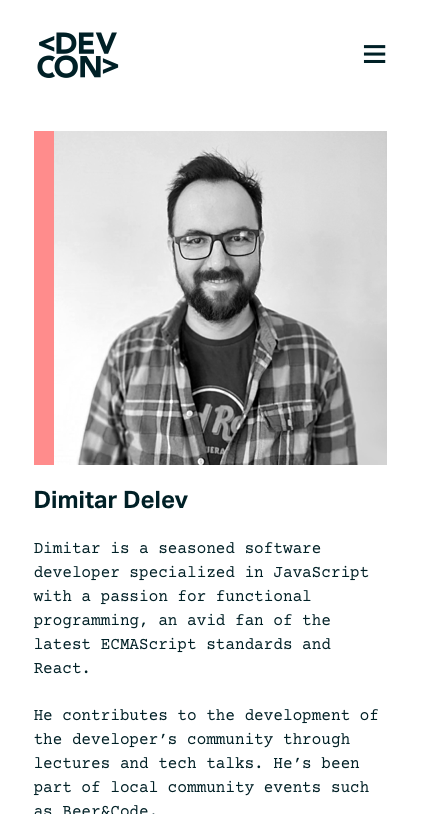 <DEV
CON>
Dimitar Delev
Dimitar is a seasoned software
developer specialized in JavaScript
with a passion for functional
programming, an avid fan of the
latest ECMAScript standards and
React.
He contributes to the development of
the developer’s community through
lectures and tech talks. He’s been
part of local community events such
as Beer&Code.